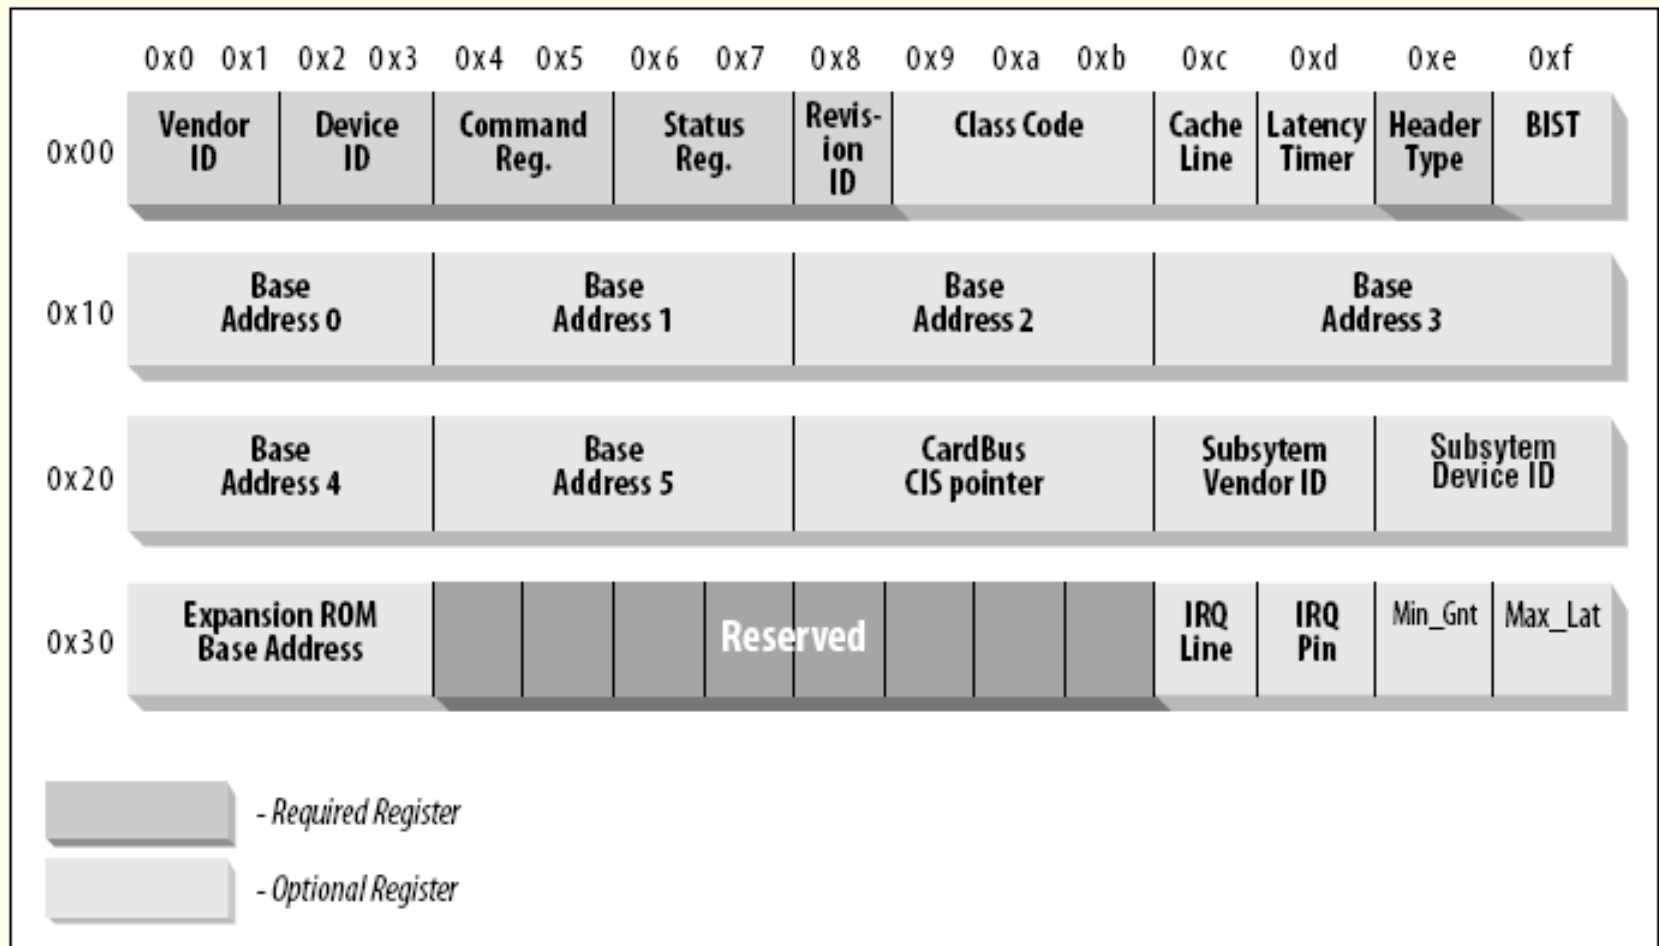 0x0 0x1 0x2 0x3 0x4 0x5 0x6 0x7 0x8 0x9 0xa 0xb 0xc 0xd 0xe 0xf
0x00
Vendor
ID
Device
ID
Command
Reg.
Status
Reg.
Revis-
ion
ID
Class Code
Cache
Line
Latency
Timer
Header
Type
BIST
0x10
Base
Address 0
Base
Address 1
Base
Address 2
Base
Address 3
0x20
Base
Address 4
Base
Address 5
CardBus
CIS pointer
Subsytem
Vendor ID
Subsytem
Device ID
0x30
Expansion ROM
Base Address
Reserved
IRQ
Line
IRQ
Pin
Min_Gnt
Max_Lat
- Required Register
- Optional Register